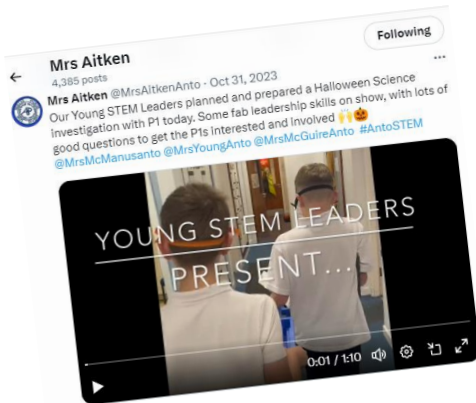 Mrs Aitken
4,385 posts
Following
Mrs Aitken @MrsAitkenAnto · Oct 31, 2023
Our Young STEM Leaders planned and prepared a Halloween Science
investigation with P1 today. Some fab leadership skills on show, with lots of
good questions to get the P1s interested and involved 🙌🎃
@MrsMcManusanto @MrsYoungAnto @MrsMcGuireAnto #AntoSTEM
YOUNG STEM LEADERS
PRESENT...
0:01 / 1:10